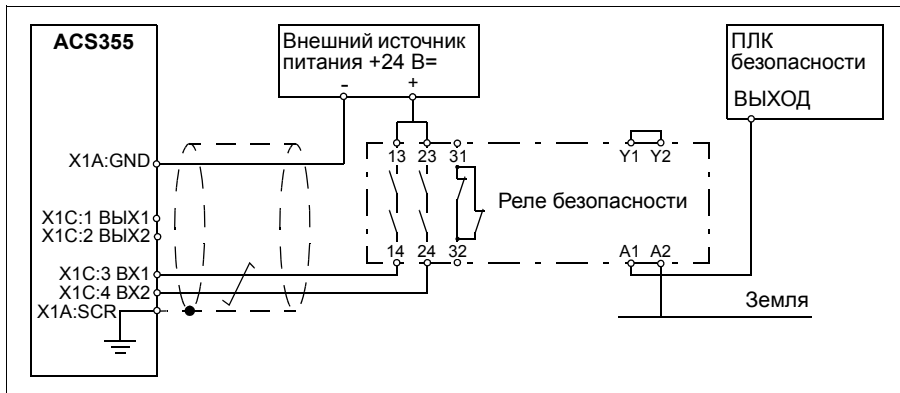 ACS355
Внешний источник
питания +24 В=
- +
ПЛК
безопасности
ВЫХОД
13 23 31
Y1 Y2
X1A:GND
Реле безопасности
X1C:1 ВЫХ1
X1C:2 ВЫХ2
14 24 32
A1 A2
X1C:3 ВХ1
X1C:4 ВХ2
X1A:SCR
Земля